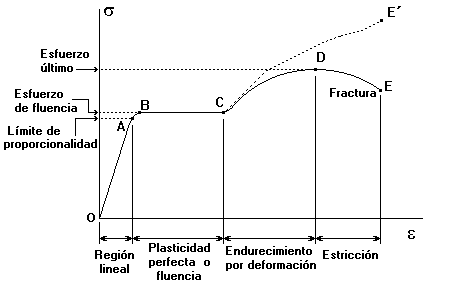 σ
E´
Esfuerzo
último
D
Esfuerzo
de fluencia
B
C
E
Fractura
Límite de
proporcionalidad
A
O
ε
Región
lineal
Plasticidad
perfecta o
fluencia
Endurecimiento
por deformación
Estricción